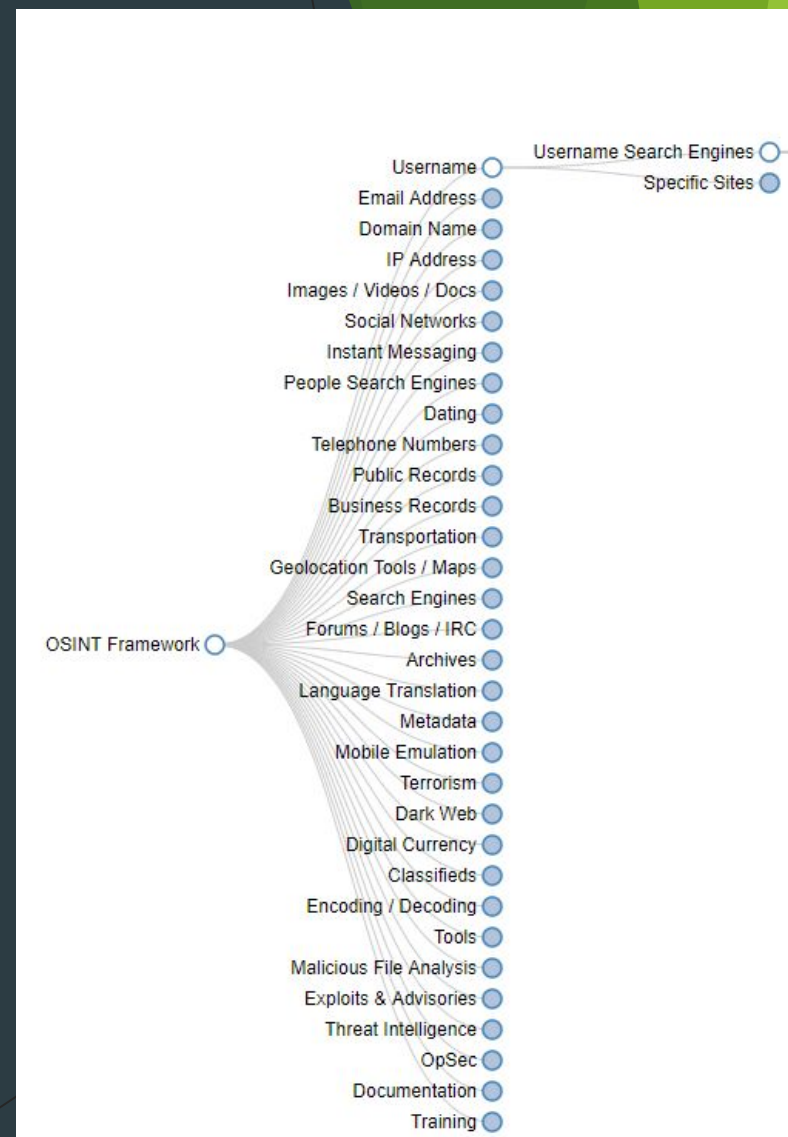 Username Search Engines
Username
Specific Sites
Email Address
Domain Name
IP Address
Images / Videos / Docs
Social Networks
Instant Messaging
People Search Engines
Dating
Telephone Numbers
Public Records
Business Records
Transportation
Geolocation Tools / Maps
Search Engines
Forums / Blogs / IRC
OSINT Framework
Archives
Language Translation
Metadata
Mobile Emulation
Terrorism
Dark Web
Digital Currency
Classifieds
Encoding / Decoding
Tools
Malicious File Analysis
Exploits & Advisories
Threat Intelligence
OpSec
Documentation
Training